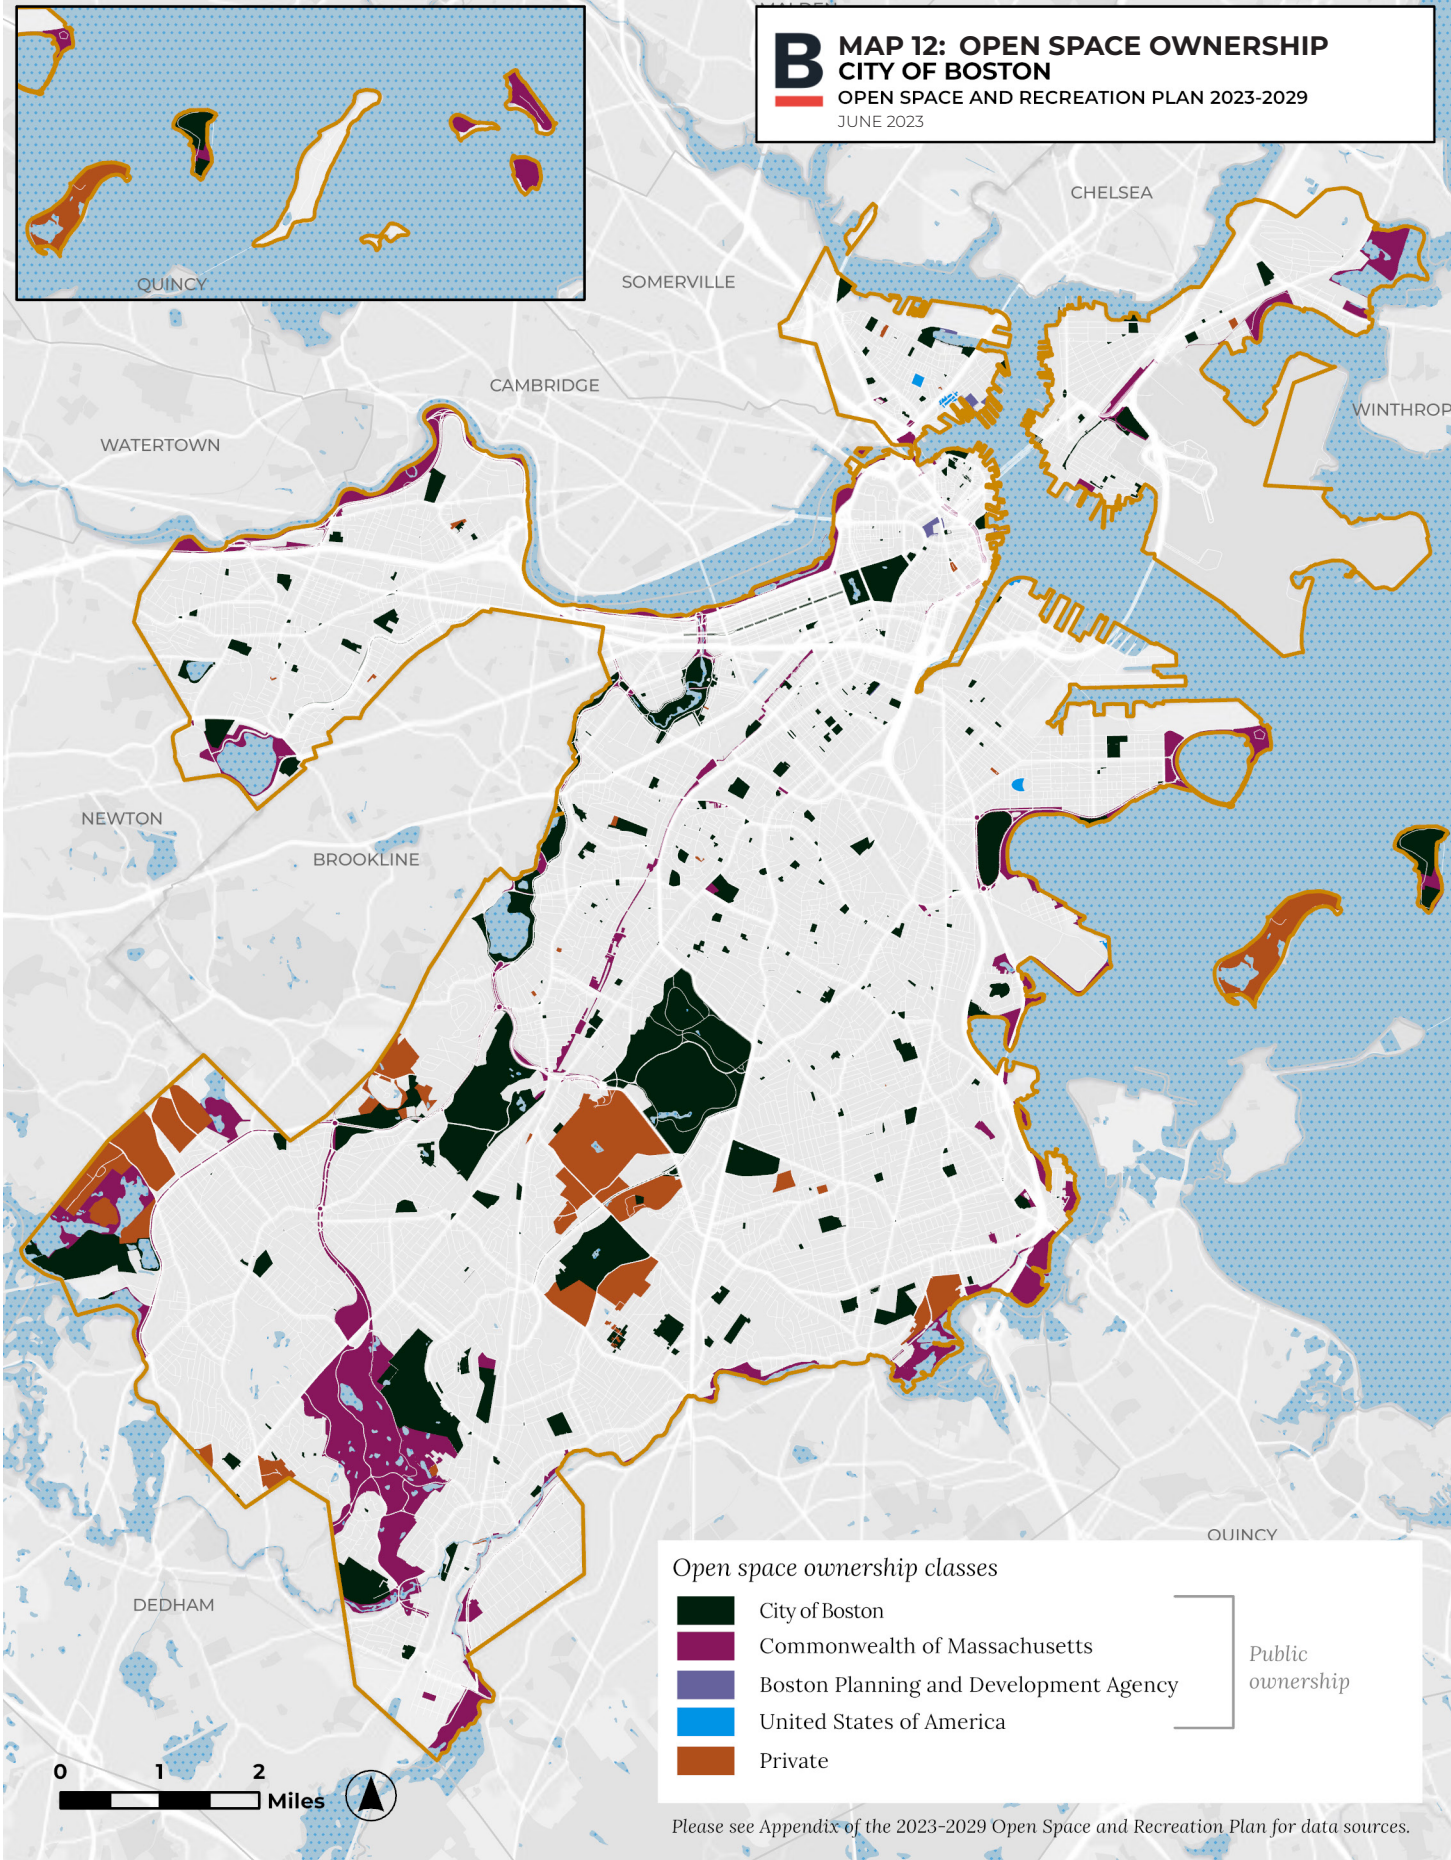 MALDEN
B
MAP 12: OPEN SPACE OWNERSHIP
CITY OF BOSTON
OPEN SPACE AND RECREATION PLAN 2023-2029
JUNE 2023
CHELSEA
QUINCY
SOMERVILLE
CAMBRIDGE
WINTHROP
WATERTOWN
NEWTON
BROOKLINE
QUINCY
DEDHAM
Open space ownership classes
City of Boston
Commonwealth of Massachusetts
Boston Planning and Development Agency
United States of America
Private
Public
ownership
0 1 2
Miles
Please see Appendix of the 2023-2029 Open Space and Recreation Plan for data sources.